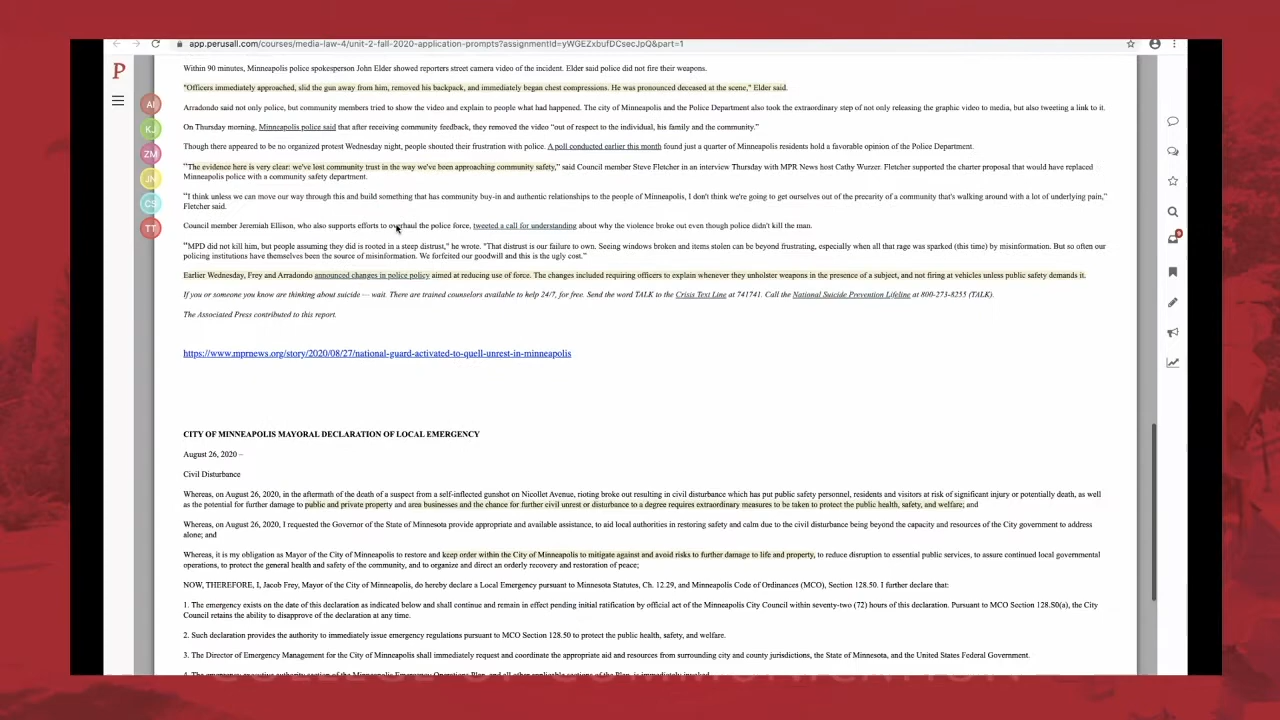 app.perusall.com/courses/media-law-4/unit-2-fall-2020-application-prompts?assignmentId=yWGEZxbufDCsecJpQ&part=1
P
Within 90 minutes, Minneapolis police spokesperson John Elder showed reporters street camera video of the incident. Elder said police did not fire their weapons.
AI
"Officers immediately approached, slid the gun away from him, removed his backpack, and immediately began chest compressions. He was pronounced deceased at the scene," Elder said.
Arradondo said not only police, but community members tried to show the video and explain to people what had happened. The city of Minneapolis and the Police Department also took the extraordinary step of not only releasing the graphic video to media, but also tweeting a link to it.
KJ
On Thursday morning, Minneapolis police said that after receiving community feedback, they removed the video "out of respect to the individual, his family and the community."
ZM
Though there appeared to be no organized protest Wednesday night, people shouted their frustration with police. A poll conducted earlier this month found just a quarter of Minneapolis residents hold a favorable opinion of the Police Department.
JN
"The evidence here is very clear: we've lost community trust in the way we've been approaching community safety," said Council member Steve Fletcher in an interview Thursday with MPR News host Cathy Wurzer. Fletcher supported the charter proposal that would have replaced
Minneapolis police with a community safety department.
CS
"I think unless we can move our way through this and build something that has community buy-in and authentic relationships to the people of Minneapolis, I don't think we're going to get ourselves out of the precarity of a community that's walking around with a lot of underlying pain,"
Fletcher said.
TT
Council member Jeremiah Ellison, who also supports efforts to overhaul the police force, tweeted a call for understanding about why the violence broke out even though police didn't kill the man.
"MPD did not kill him, but people assuming they did is rooted in a steep distrust," he wrote. "That distrust is our failure to own. Seeing windows broken and items stolen can be beyond frustrating, especially when all that rage was sparked (this time) by misinformation. But so often our
policing institutions have themselves been the source of misinformation. We forfeited our goodwill and this is the ugly cost."
Earlier Wednesday, Frey and Arradondo announced changes in police policy aimed at reducing use of force. The changes included requiring officers to explain whenever they unholster weapons in the presence of a subject, and not firing at vehicles unless public safety demands it.
If you or someone you know are thinking about suicide — wait. There are trained counselors available to help 24/7, for free. Send the word TALK to the Crisis Text Line at 741741. Call the National Suicide Prevention Lifeline at 800-273-8255 (TALK).
The Associated Press contributed to this report.
https://www.mprnews.org/story/2020/08/27/national-guard-activated-to-quell-unrest-in-minneapolis
CITY OF MINNEAPOLIS MAYORAL DECLARATION OF LOCAL EMERGENCY
August 26, 2020 –
Civil Disturbance
Whereas, on August 26, 2020, in the aftermath of the death of a suspect from a self-inflected gunshot on Nicollet Avenue, rioting broke out resulting in civil disturbance which has put public safety personnel, residents and visitors at risk of significant injury or potentially death, as well
as the potential for further damage to public and private property and area businesses and the chance for further civil unrest or disturbance to a degree requires extraordinary measures to be taken to protect the public health, safety, and welfare; and
Whereas, on August 26, 2020, I requested the Governor of the State of Minnesota provide appropriate and available assistance, to aid local authorities in restoring safety and calm due to the civil disturbance being beyond the capacity and resources of the City government to address
alone; and
Whereas, it is my obligation as Mayor of the City of Minneapolis to restore and keep order within the City of Minneapolis to mitigate against and avoid risks to further damage to life and property, to reduce disruption to essential public services, to assure continued local governmental
operations, to protect the general health and safety of the community, and to organize and direct an orderly recovery and restoration of peace;
NOW, THEREFORE, I, Jacob Frey, Mayor of the City of Minneapolis, do hereby declare a Local Emergency pursuant to Minnesota Statutes, Ch. 12.29, and Minneapolis Code of Ordinances (MCO), Section 128.50. I further declare that:
1. The emergency exists on the date of this declaration as indicated below and shall continue and remain in effect pending initial ratification by official act of the Minneapolis City Council within seventy-two (72) hours of this declaration. Pursuant to MCO Section 128.S0(a), the City
Council retains the ability to disapprove of the declaration at any time.
2. Such declaration provides the authority to immediately issue emergency regulations pursuant to MCO Section 128.50 to protect the public health, safety, and welfare.
3. The Director of Emergency Management for the City of Minneapolis shall immediately request and coordinate the appropriate aid and resources from surrounding city and county jurisdictions, the State of Minnesota, and the United States Federal Government.